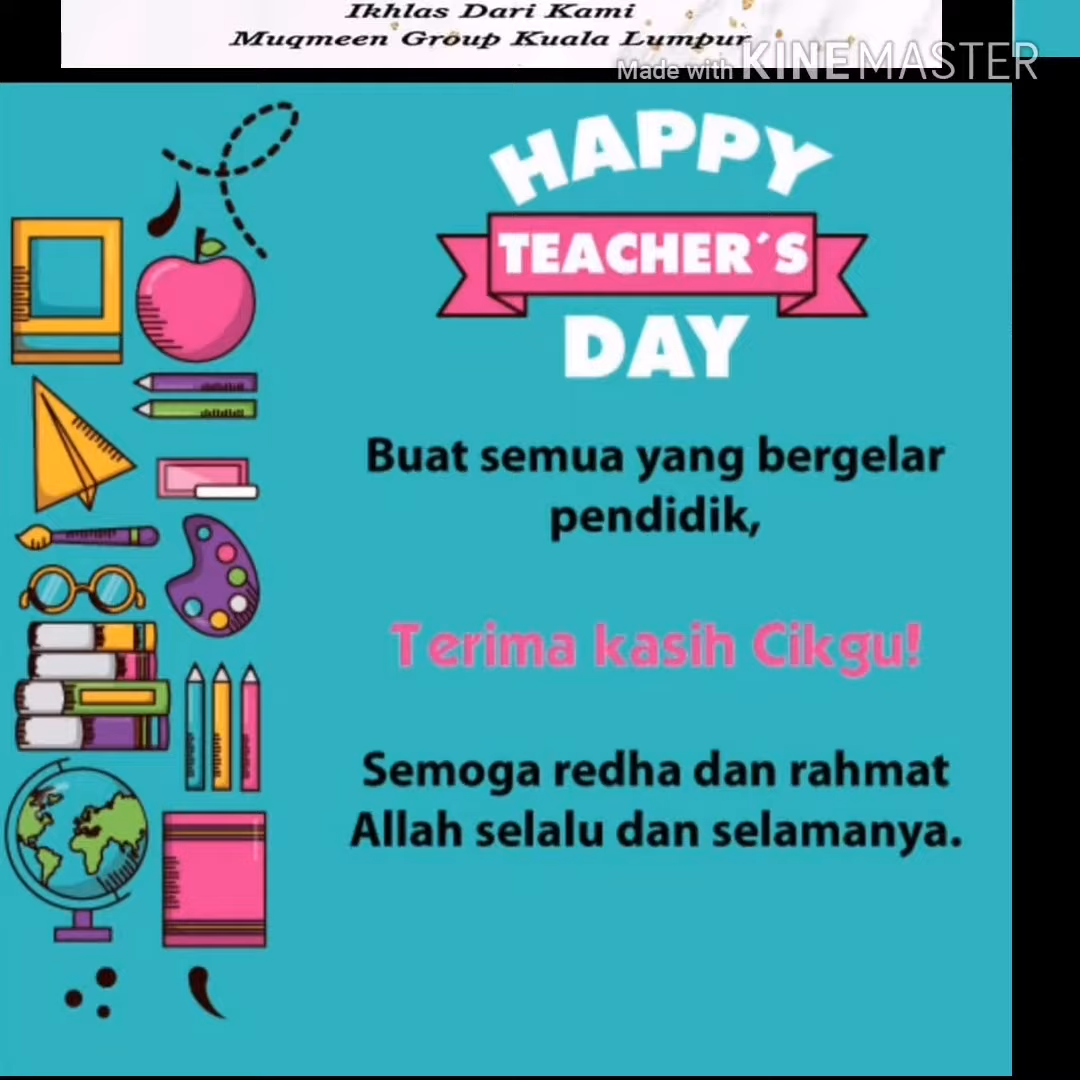 Ikhlas Dari Kami
Muqmeen Group Kuala Lumpur
Made with KINEMASTER
HAPPY
TEACHER´S
DAY
Buat semua yang bergelar
pendidik,
Terima kasih Cikgu!
Semoga redha dan rahmat
Allah selalu dan selamanya.